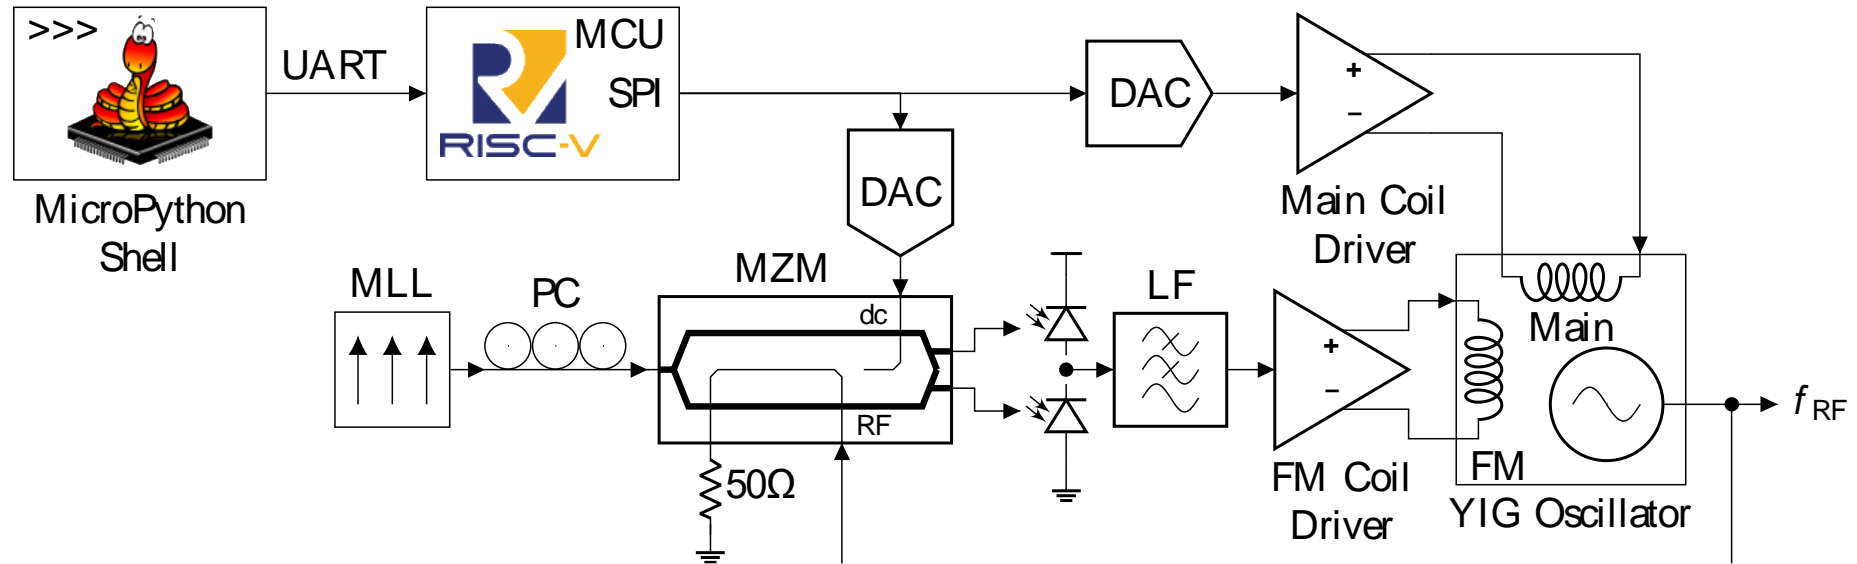 >>>
MicroPython
Shell
UART
MCU
SPI
RISC-V
DAC
DAC
Main Coil
Driver
MLL
PC
MZM
dc
RF
50Ω
LF
FM Coil
Driver
Main
FM
YIG Oscillator
fRF